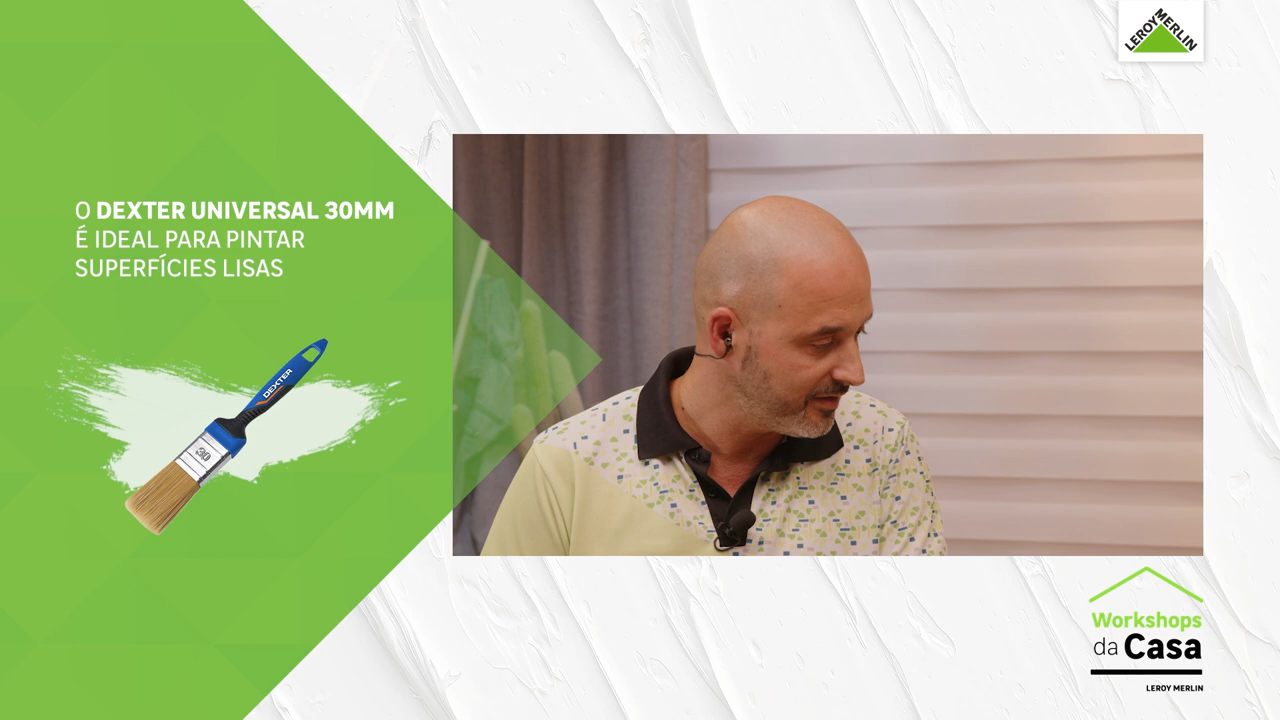 LEROY MERLIN
O DEXTER UNIVERSAL 30MM
É IDEAL PARA PINTAR
SUPERFÍCIES LISAS
DEXTER
30
Workshops
da Casa
LEROY MERLIN